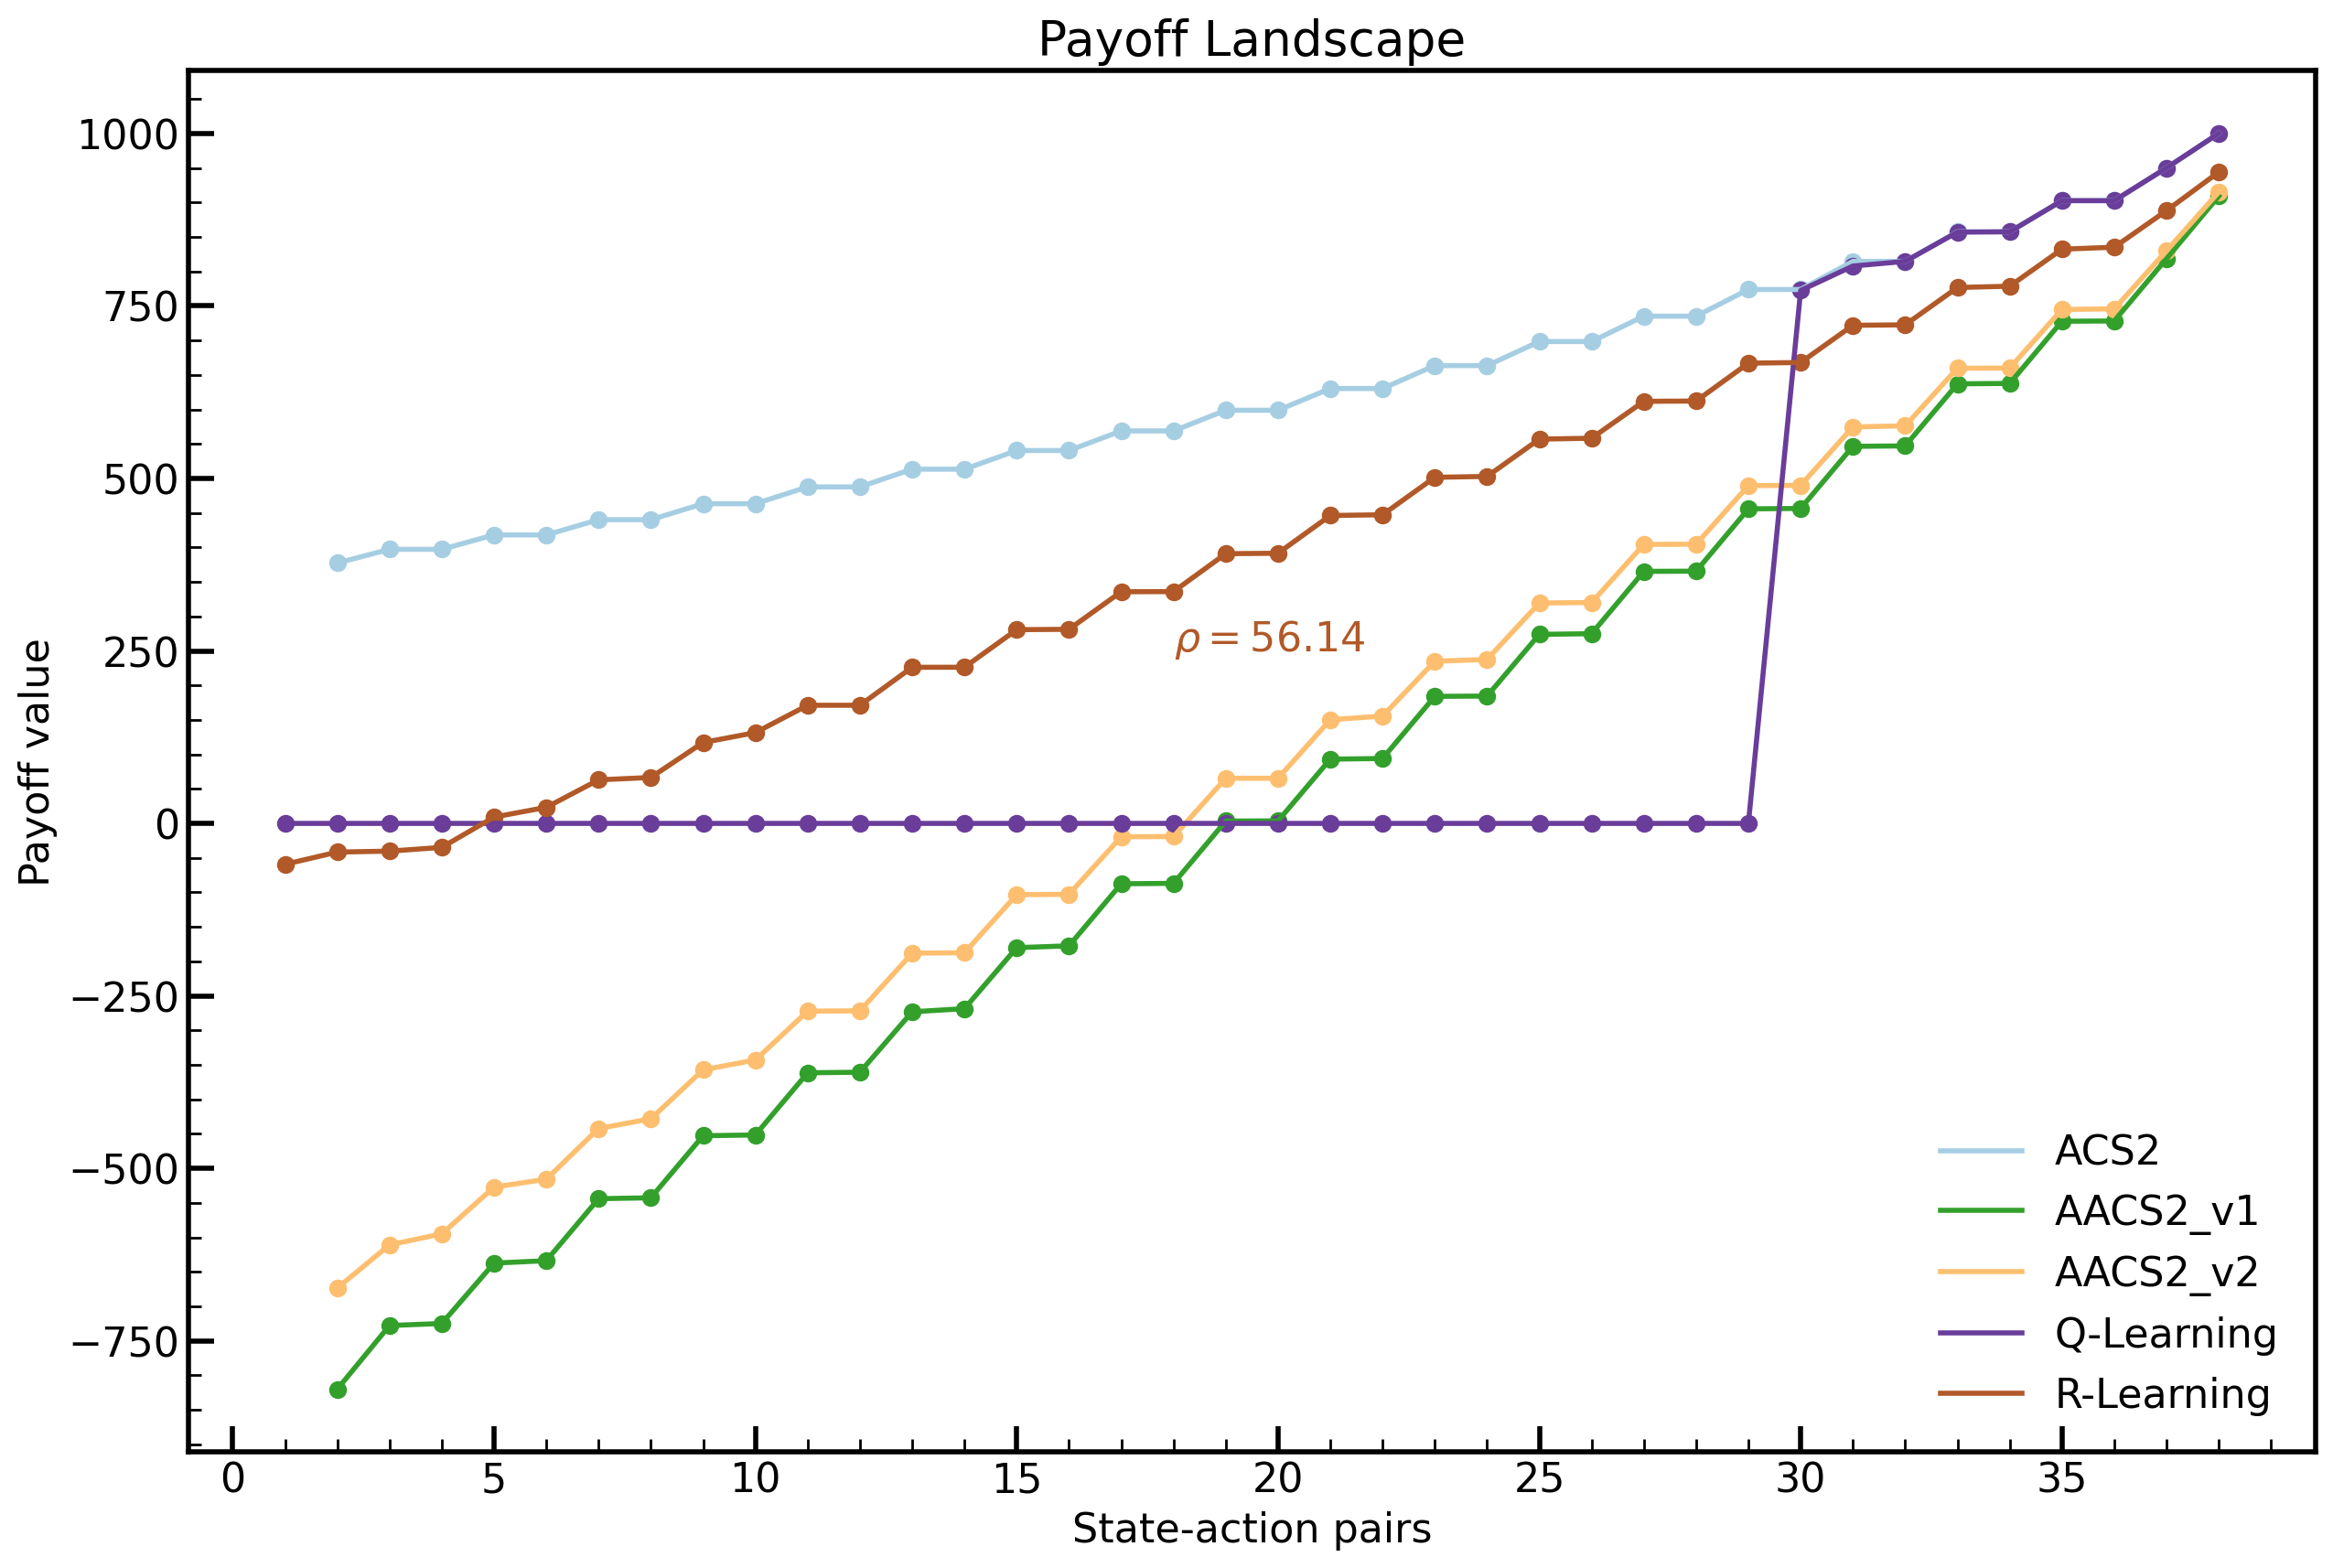 Payoff Landscape
Payoff value
1000
750
500
250
0
−250
−500
−750
ρ = 56.14
ACS2
AACS2_v1
AACS2_v2
Q-Learning
R-Learning
0 5 10 15 20 25 30 35
State-action pairs